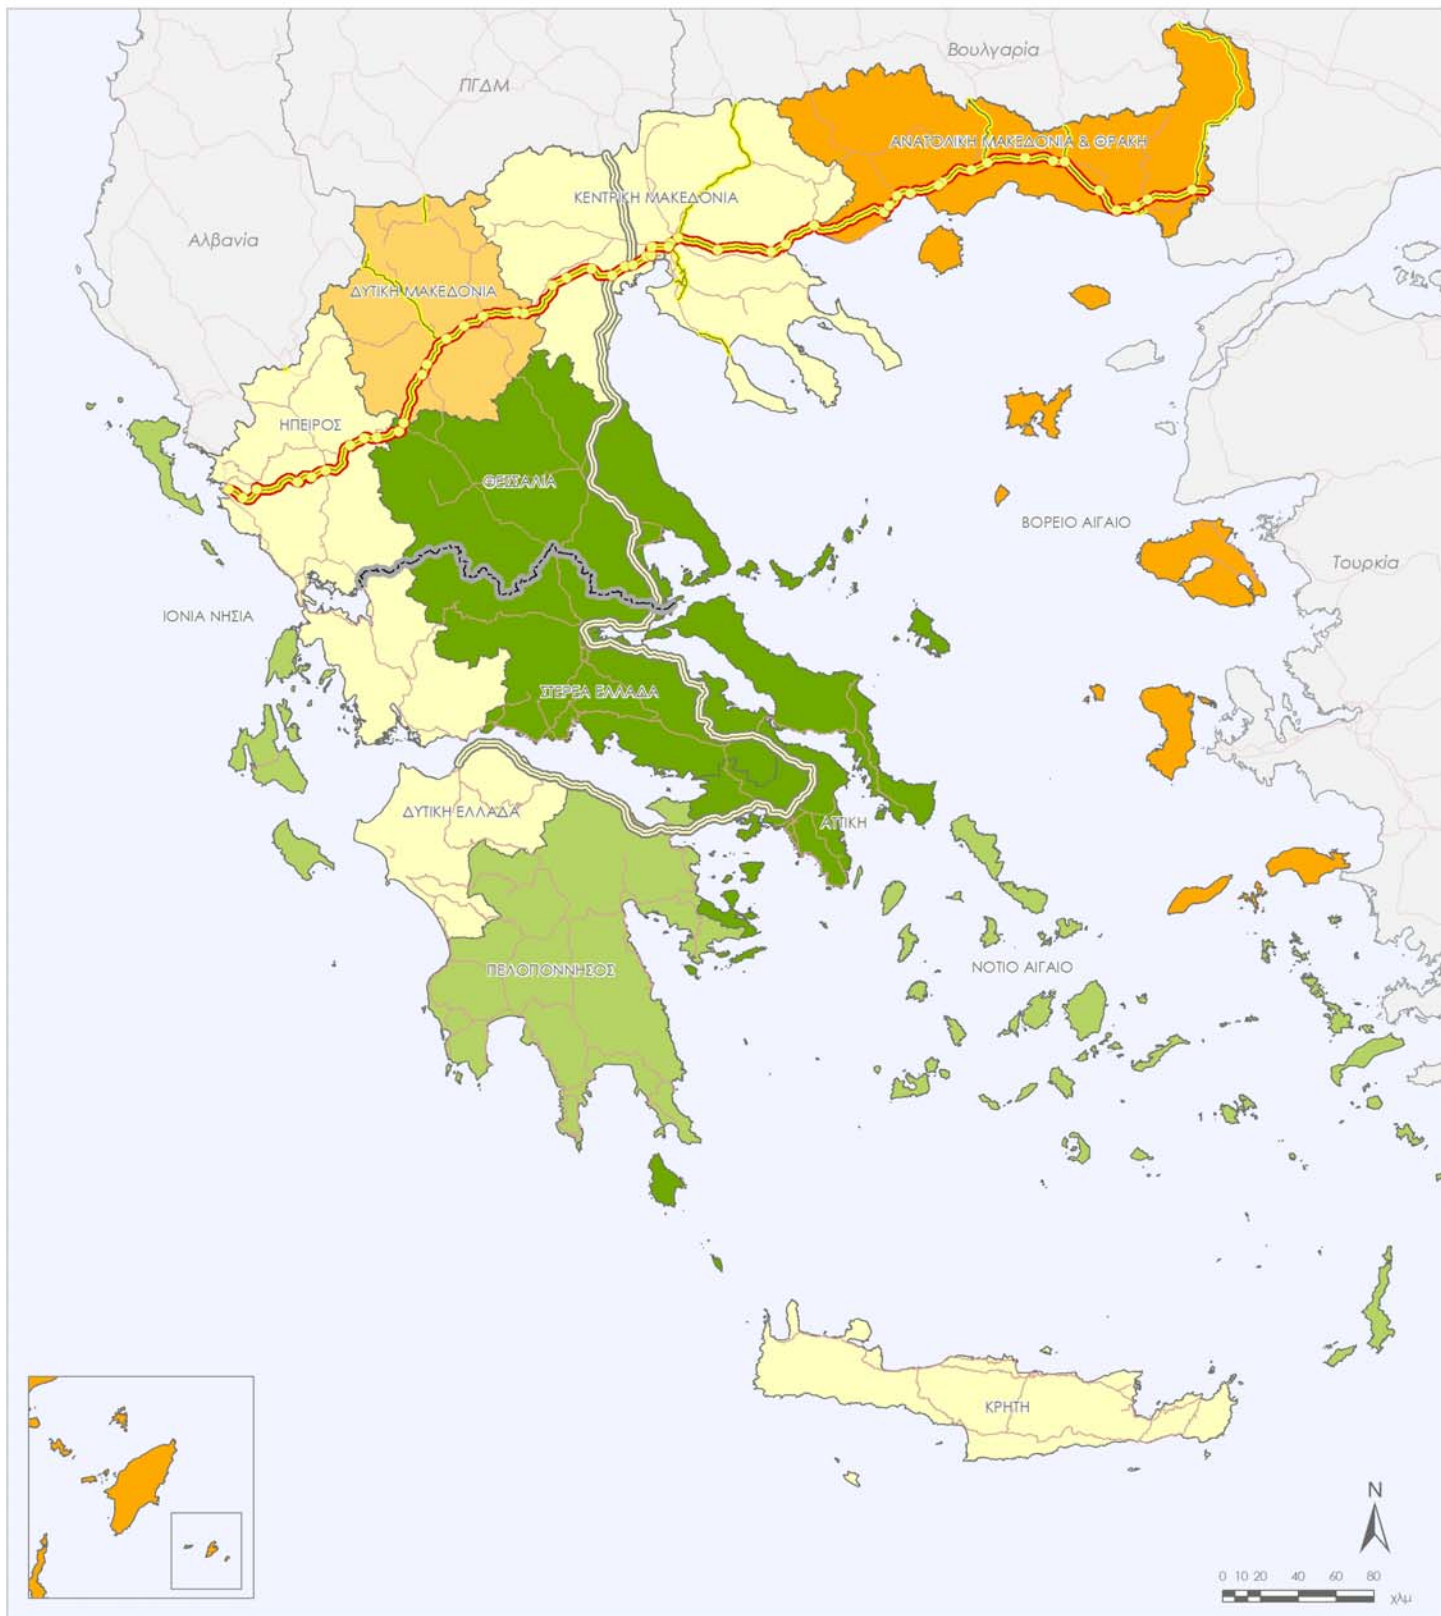 Βουλγαρία
ΠΓΔΜ
ΑΝΑΤΟΛΙΚΗ ΜΑΚΕΔΟΝΙΑ & ΘΡΑΚΗ
ΚΕΝΤΡΙΚΗ ΜΑΚΕΔΟΝΙΑ
Αλβανία
ΔΥΤΙΚΗ ΜΑΚΕΔΟΝΙΑ
ΗΠΕΙΡΟΣ
ΘΕΣΣΑΛΙΑ
ΒΟΡΕΙΟ ΑΙΓΑΙΟ
Τουρκία
ΙΟΝΙΑ ΝΗΣΙΑ
ΣΤΕΡΕΑ ΕΛΛΑΔΑ
ΔΥΤΙΚΗ ΕΛΛΑΔΑ
ΑΤΤΙΚΗ
ΝΟΤΙΟ ΑΙΓΑΙΟ
ΠΕΛΟΠΟΝΝΗΣΟΣ
ΚΡΗΤΗ
N
0 10 20 40 60 80
χλμ